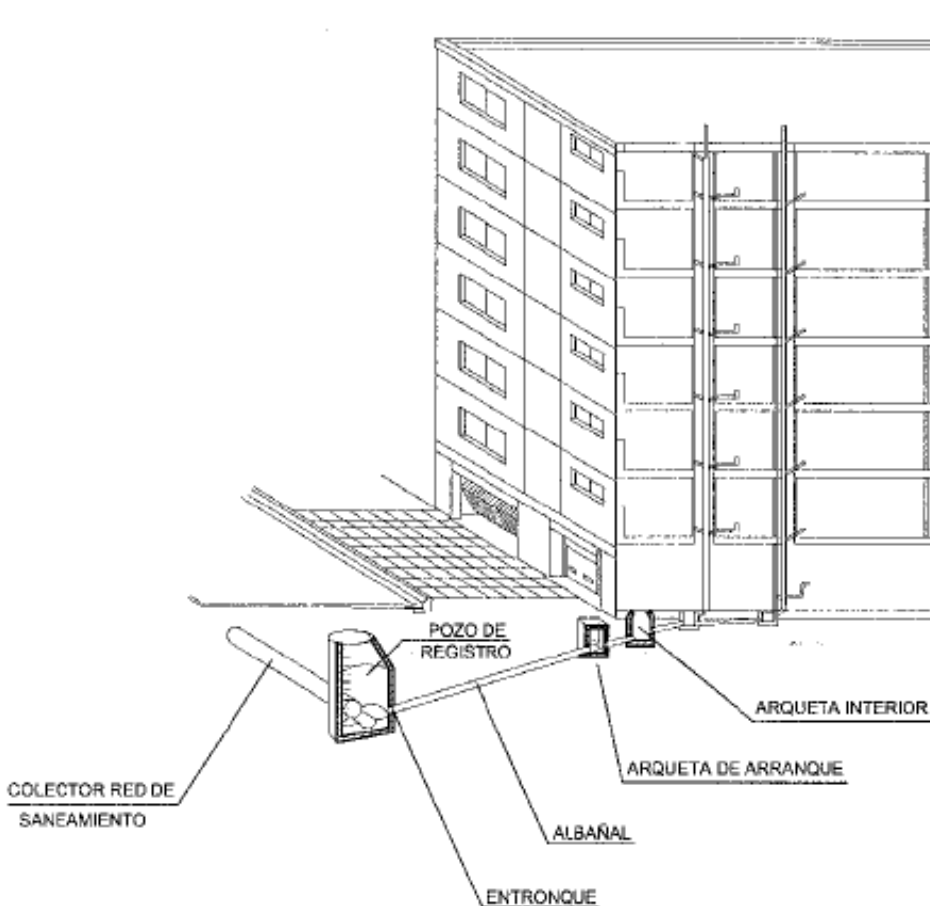 POZO DE
REGISTRO
ARQUETA INTERIOR
ARQUETA DE ARRANQUE
COLECTOR RED DE
SANEAMIENTO
ALBAÑAL
ENTRONQUE